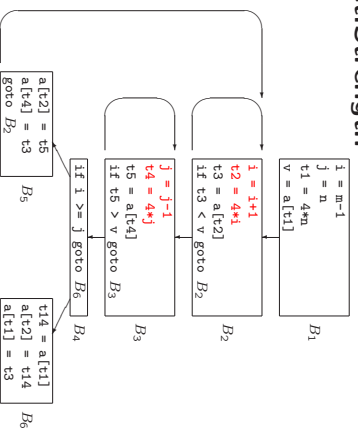 Strength
i = m-1
j = n
t1 = 4*n
v = a[t1]
B1
i = i+1
t2 = 4*i
t3 = a[t2]
if t3 < v goto B2
B2
j = j-1
t4 = 4*j
t5 = a[t4]
if t5 > v goto B3
B3
if i >= j goto B6
B4
a[t2] = t5
a[t4] = t3
goto B2
B5
t14 = a[t1]
a[t2] = t14
a[t1] = t3
B6